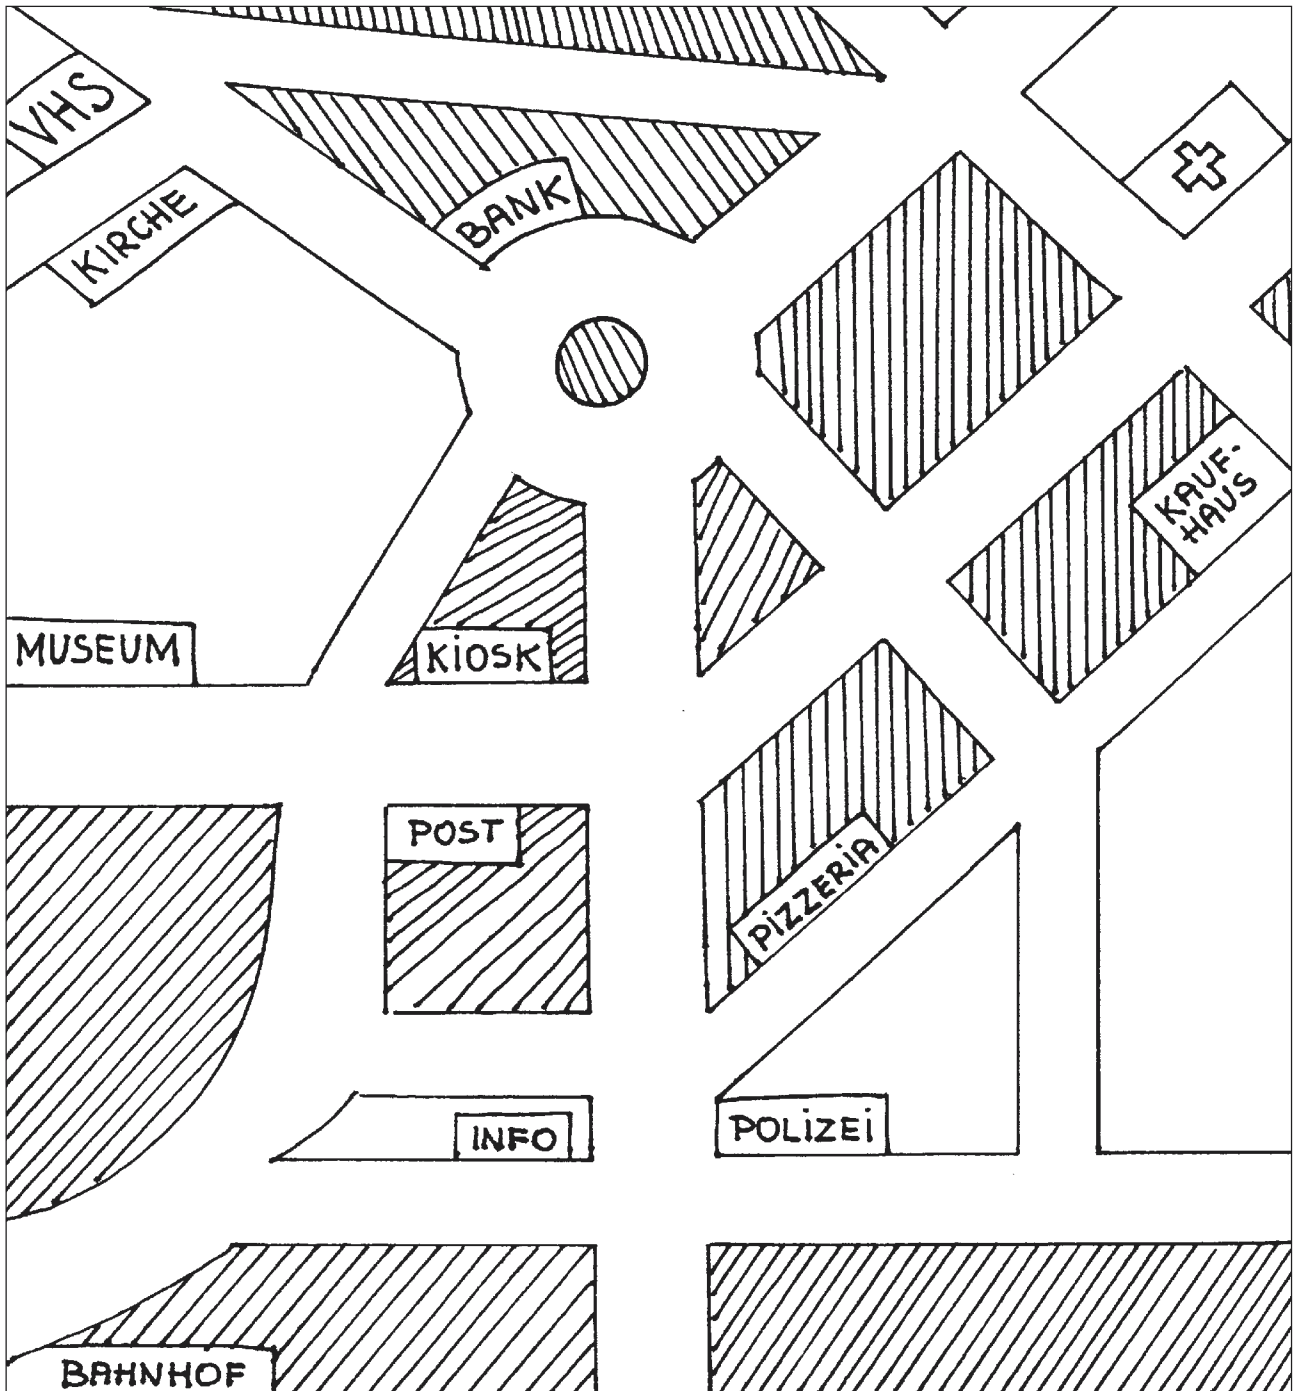 VHS
KIRCHE
BANK
KAUF-
HAUS
MUSEUM
KIOSK
POST
PIZZERIA
INFO
POLIZEI
BAHNHOF